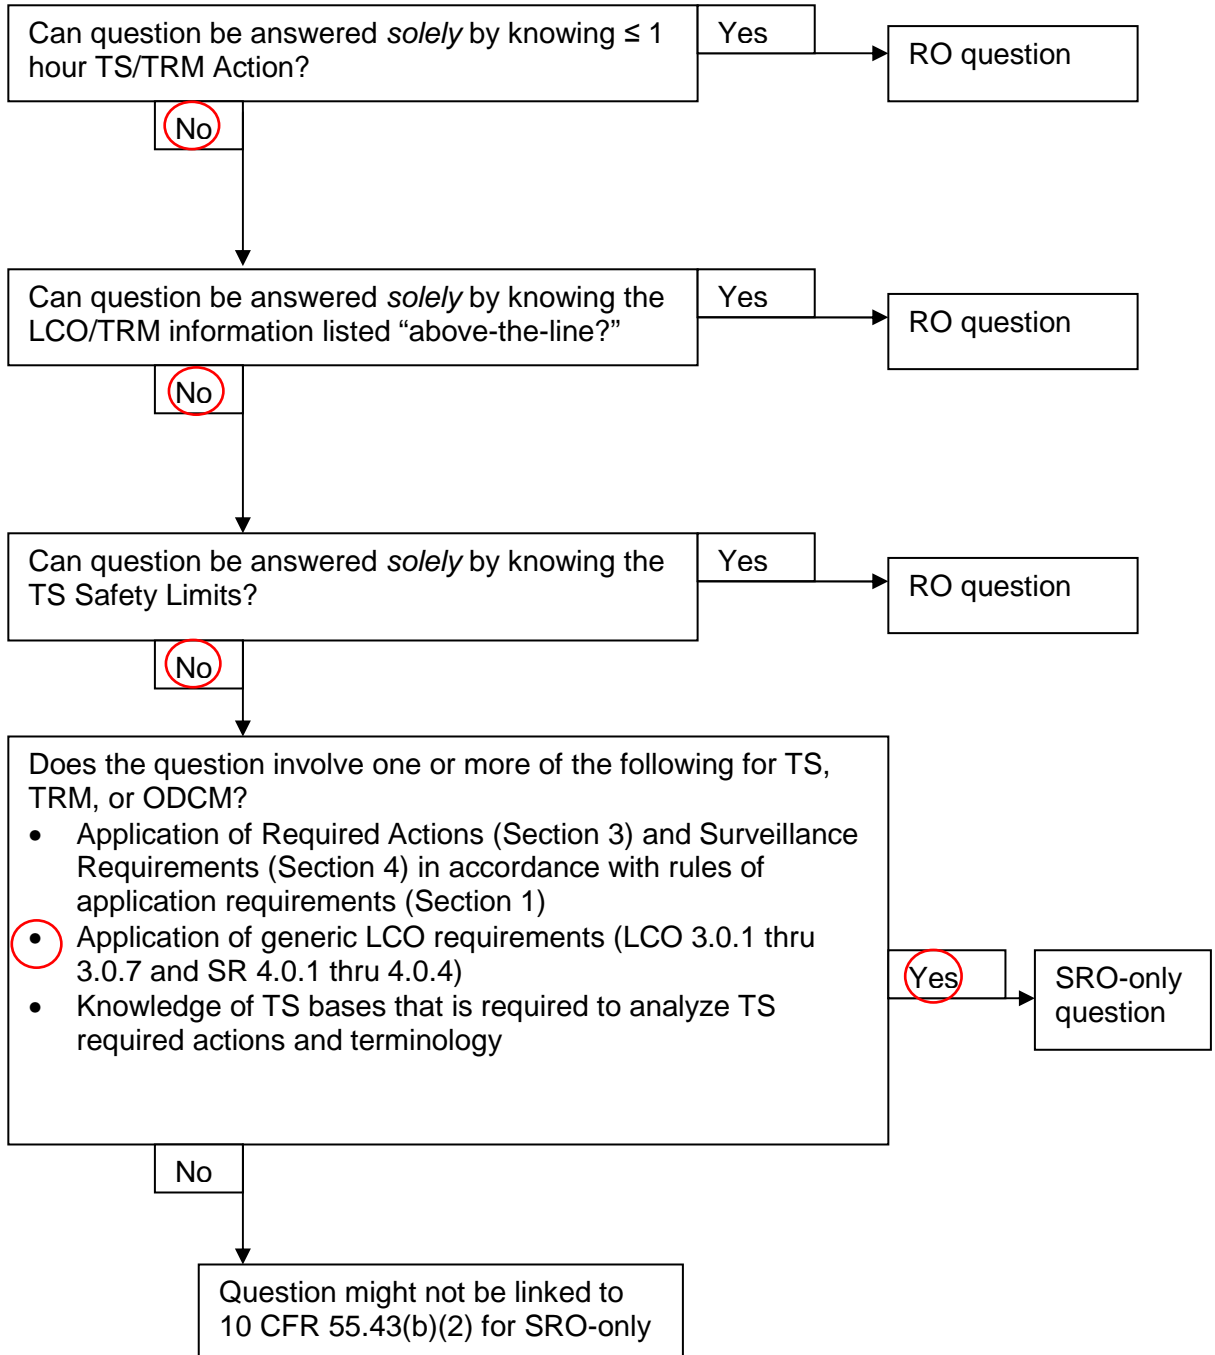 Can question be answered solely by knowing ≤ 1
hour TS/TRM Action?
Yes
RO question
No
Can question be answered solely by knowing the
LCO/TRM information listed “above-the-line?”
Yes
RO question
No
Can question be answered solely by knowing the
TS Safety Limits?
Yes
RO question
No
Does the question involve one or more of the following for TS,
TRM, or ODCM?
• Application of Required Actions (Section 3) and Surveillance
Requirements (Section 4) in accordance with rules of
application requirements (Section 1)
• Application of generic LCO requirements (LCO 3.0.1 thru
3.0.7 and SR 4.0.1 thru 4.0.4)
• Knowledge of TS bases that is required to analyze TS
required actions and terminology
Yes
SRO-only
question
No
Question might not be linked to
10 CFR 55.43(b)(2) for SRO-only